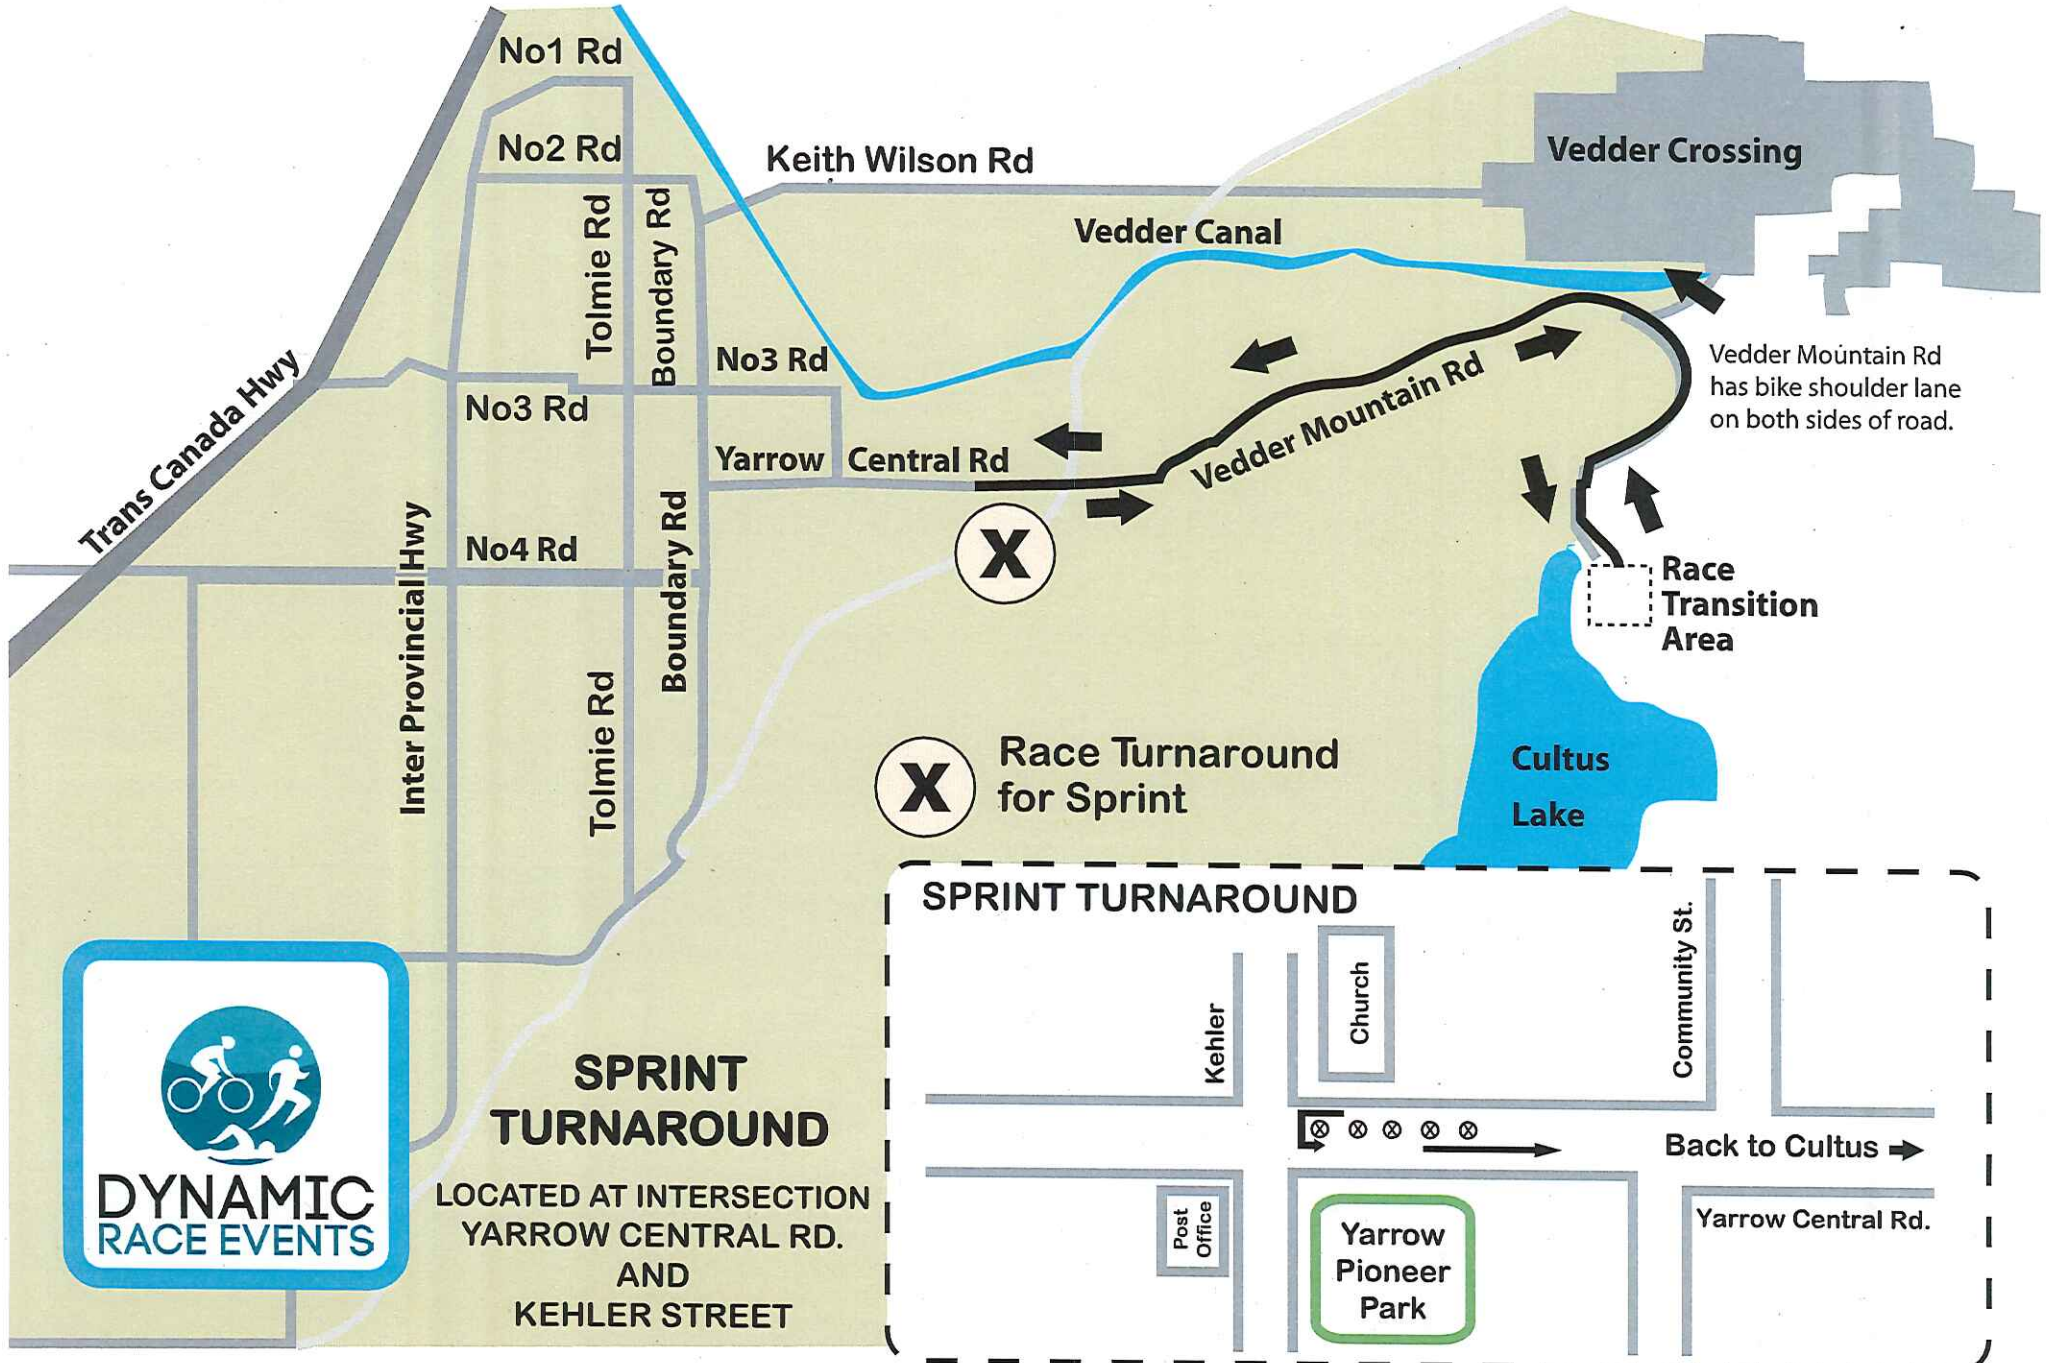 No1 Rd
No2 Rd
Keith Wilson Rd
Vedder Crossing
Tolmie Rd
Boundary Rd
Vedder Canal
Trans Canada Hwy
No3 Rd
No3 Rd
Vedder Mountain Rd
Vedder Mountain Rd
has bike shoulder lane
on both sides of road.
Yarrow Central Rd
Inter Provincial Hwy
No4 Rd
Boundary Rd
X
Race
Transition
Area
Tolmie Rd
X
Race Turnaround
for Sprint
Cultus
Lake
SPRINT TURNAROUND
Kehler
Church
Community St.
Back to Cultus
Post
Office
Yarrow
Pioneer
Park
Yarrow Central Rd.
DYNAMIC
RACE EVENTS
SPRINT
TURNAROUND
LOCATED AT INTERSECTION
YARROW CENTRAL RD.
AND
KEHLER STREET